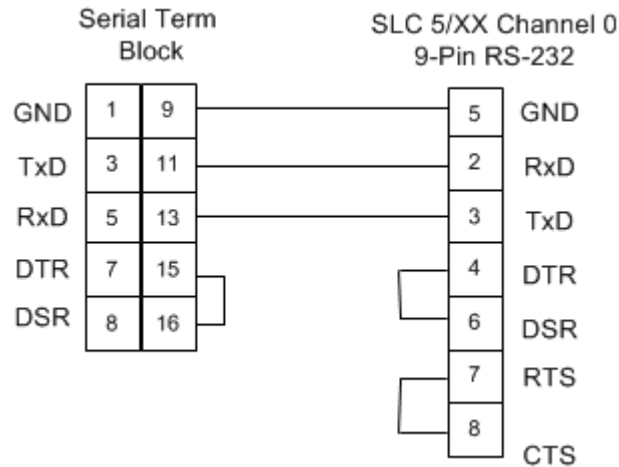 Serial Term
Block
SLC 5/XX Channel 0
9-Pin RS-232
GND 1 9 5 GND
TxD 3 11 2 RxD
RxD 5 13 3 TxD
DTR 7 15 4 DTR
DSR 8 16 6 DSR
7 RTS
8 CTS